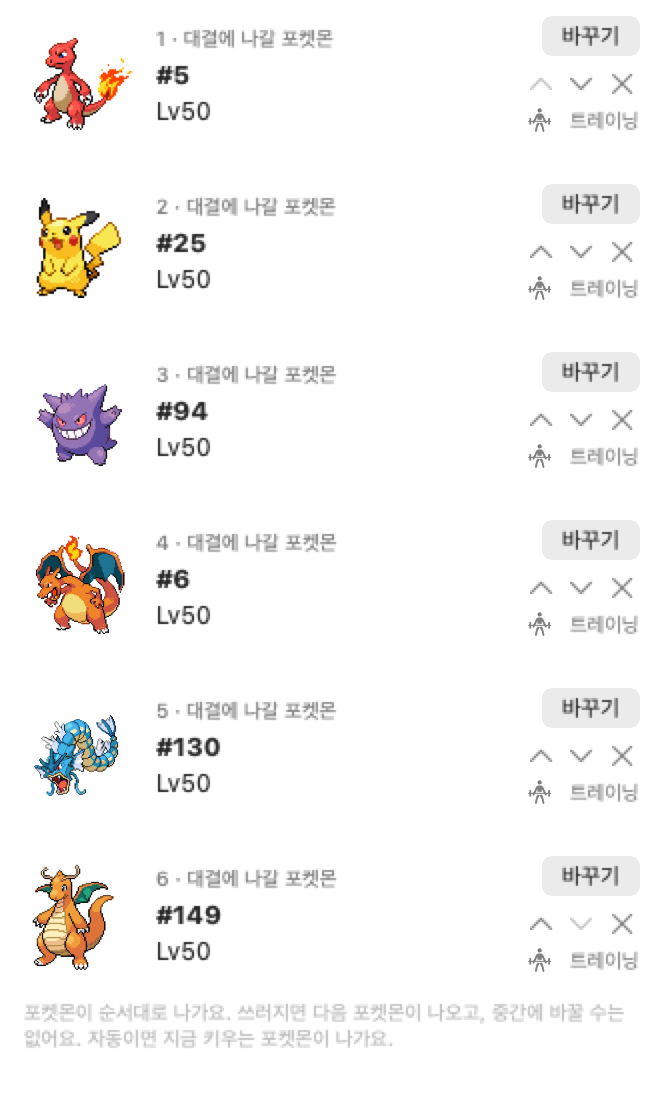 1 · 대결에 나갈 포켓몬
바꾸기
#5
Lv50
트레이닝
2 · 대결에 나갈 포켓몬
바꾸기
#25
Lv50
트레이닝
3 · 대결에 나갈 포켓몬
바꾸기
#94
Lv50
트레이닝
4 · 대결에 나갈 포켓몬
바꾸기
#6
Lv50
트레이닝
5 · 대결에 나갈 포켓몬
바꾸기
#130
Lv50
트레이닝
6 · 대결에 나갈 포켓몬
바꾸기
#149
Lv50
트레이닝
포켓몬이 순서대로 나가요. 쓰러지면 다음 포켓몬이 나오고, 중간에 바꿀 수는
없어요. 자동이면 지금 키우는 포켓몬이 나가요.